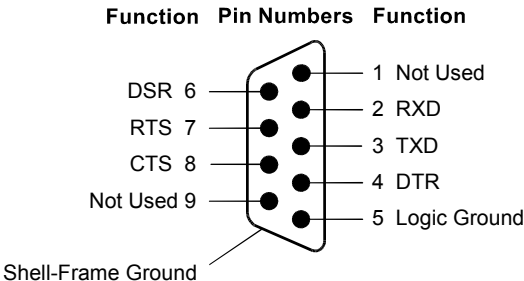 Function Pin Numbers Function
1 Not Used
DSR 6
2 RXD
RTS 7
3 TXD
CTS 8
4 DTR
Not Used 9
5 Logic Ground
Shell-Frame Ground